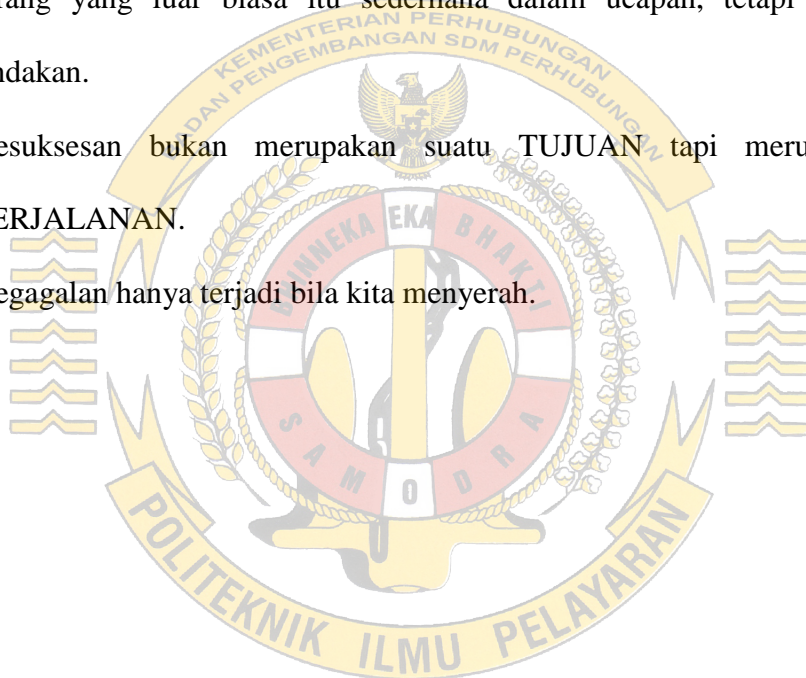 rang yang luar biasa itu sederhana dalam ucapan, tetapi
KEMENTERIAN PERHUBUNGAN
BADAN PENGEMBANGAN SDM PERHUBUNGAN
ndakan.
esuksesan bukan merupakan suatu TUJUAN tapi meru
ERJALANAN.
BHINNEKA EKA BHAKTI
egagalan hanya terjadi bila kita menyerah.
SAMODRA
POLITEKNIK ILMU PELAYARAN